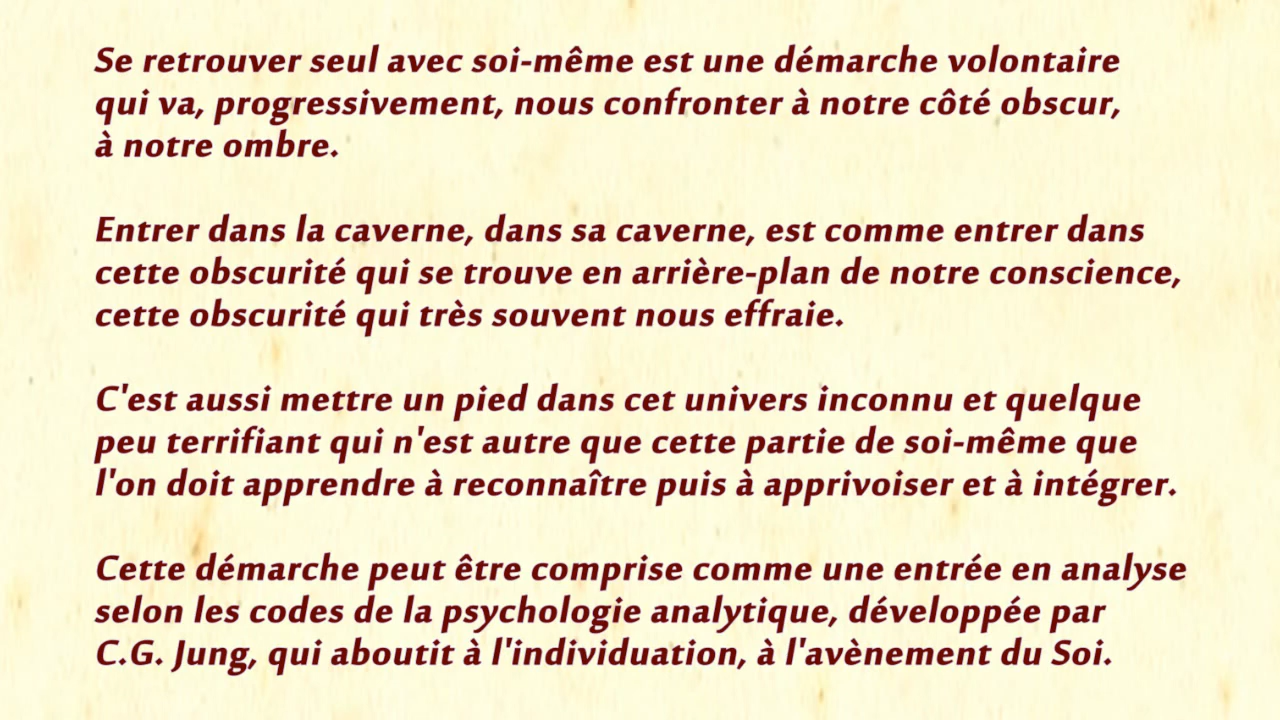 Se retrouver seul avec soi-même est une démarche volontaire
qui va, progressivement, nous confronter à notre côté obscur,
à notre ombre.
Entrer dans la caverne, dans sa caverne, est comme entrer dans
cette obscurité qui se trouve en arrière-plan de notre conscience,
cette obscurité qui très souvent nous effraie.
C'est aussi mettre un pied dans cet univers inconnu et quelque
peu terrifiant qui n'est autre que cette partie de soi-même que
l'on doit apprendre à reconnaître puis à apprivoiser et à intégrer.
Cette démarche peut être comprise comme une entrée en analyse
selon les codes de la psychologie analytique, développée par
C.G. Jung, qui aboutit à l'individuation, à l'avènement du Soi.